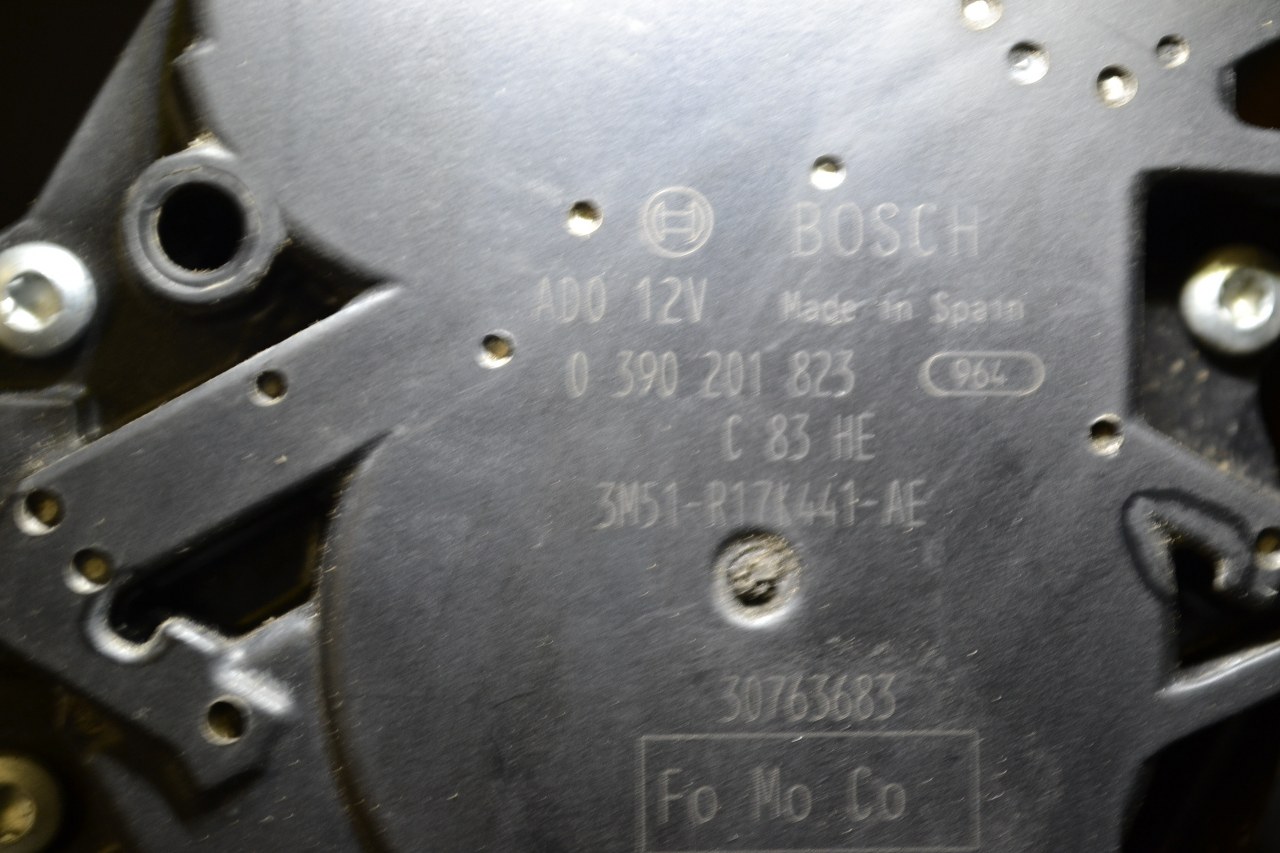 BOSCH
AD0 12V Made in Spain
0 390 201 823 964
C 83 HE
3M51-R17K441-AE
30763683
Fo Mo Co